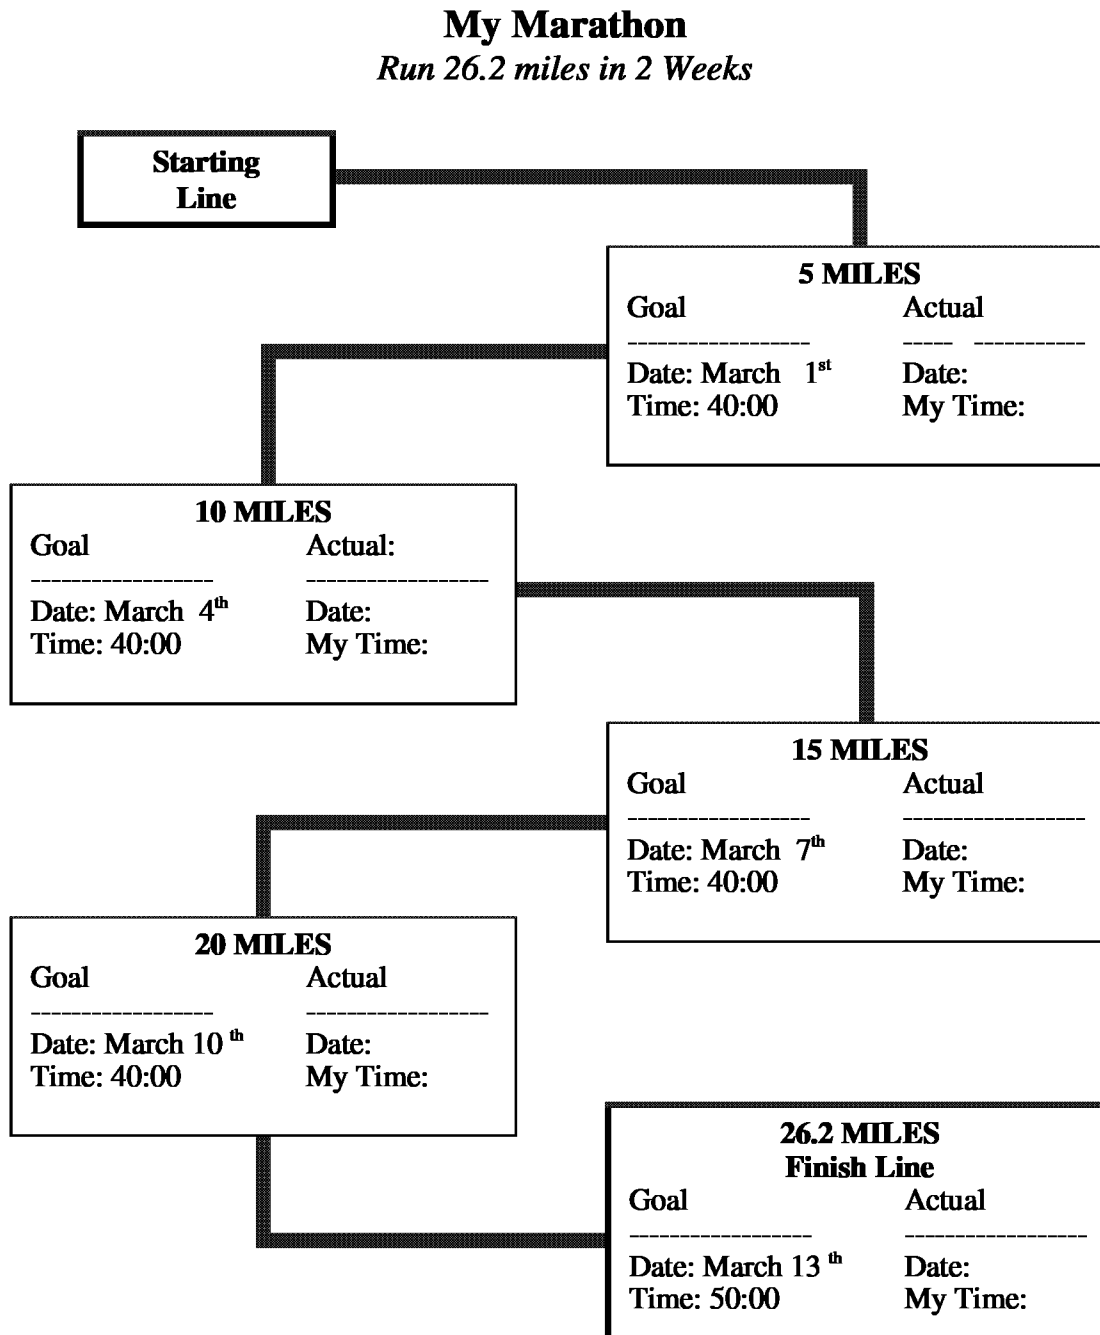 My Marathon
Run 26.2 miles in 2 Weeks
Starting
Line
5 MILES
Goal Actual
------------------ ----- -----------
Date: March 1st Date:
Time: 40:00 My Time:
10 MILES
Goal Actual:
------------------ ------------------
Date: March 4th Date:
Time: 40:00 My Time:
15 MILES
Goal Actual
------------------ ------------------
Date: March 7th Date:
Time: 40:00 My Time:
20 MILES
Goal Actual
------------------ ------------------
Date: March 10 th Date:
Time: 40:00 My Time:
26.2 MILES
Finish Line
Goal Actual
------------------ ------------------
Date: March 13 th Date:
Time: 50:00 My Time: